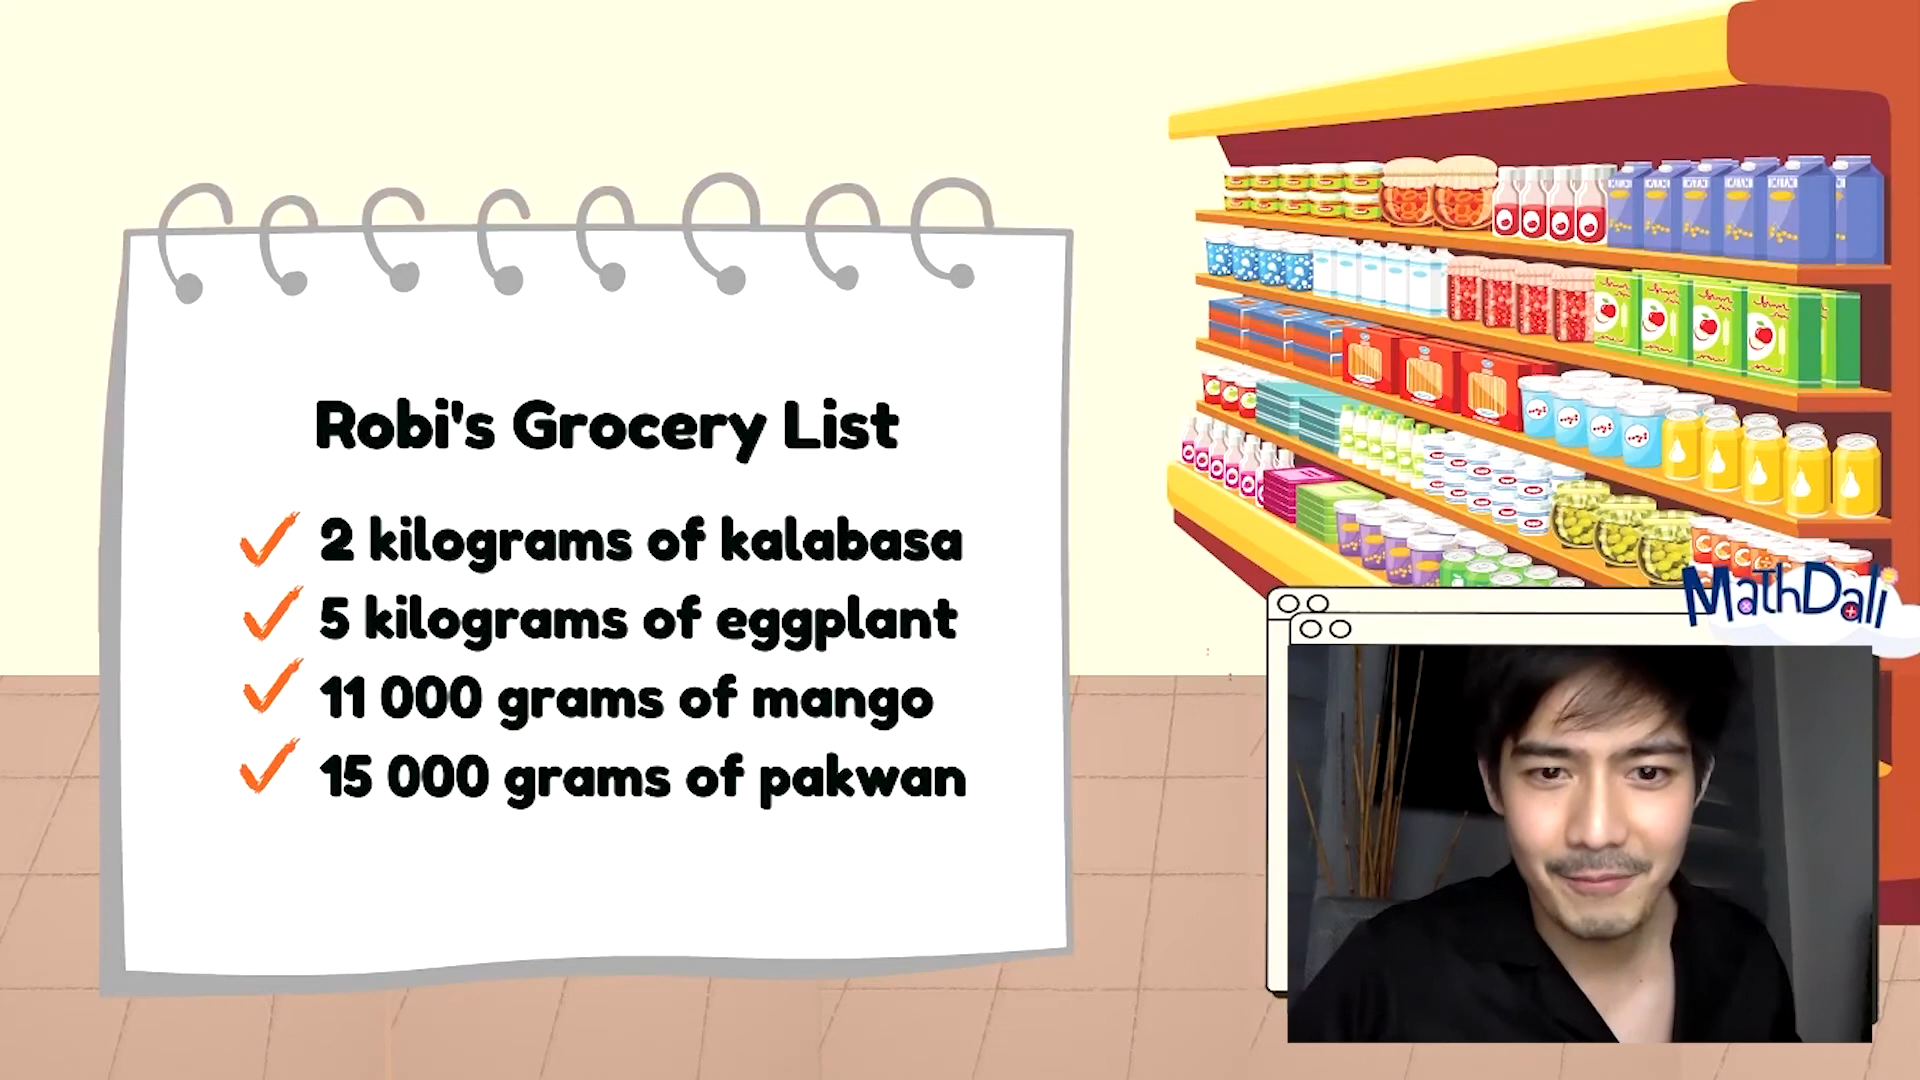 Robi's Grocery List
2 kilograms of kalabasa
5 kilograms of eggplant
11 000 grams of mango
15 000 grams of pakwan
MathDali